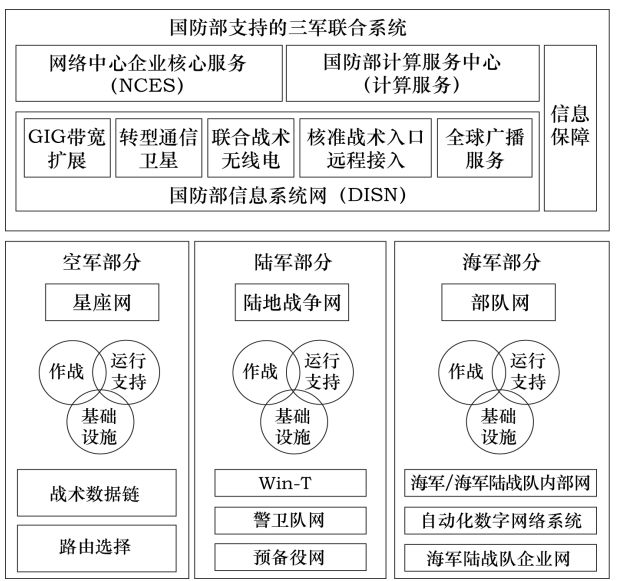 国防部支持的三军联合系统
网络中心企业核心服务
(NCES)
国防部计算服务中心
(计算服务)
信息
保障
GIG带宽
扩展
转型通信
卫星
联合战术
无线电
核准战术入口
远程接入
全球广播
服务
国防部信息系统网 (DISN)
空军部分
星座网
作战
运行
支持
基础
设施
战术数据链
路由选择
陆军部分
陆地战争网
作战
运行
支持
基础
设施
Win-T
警卫队网
预备役网
海军部分
部队网
作战
运行
支持
基础
设施
海军/海军陆战队内部网
自动化数字网络系统
海军陆战队企业网